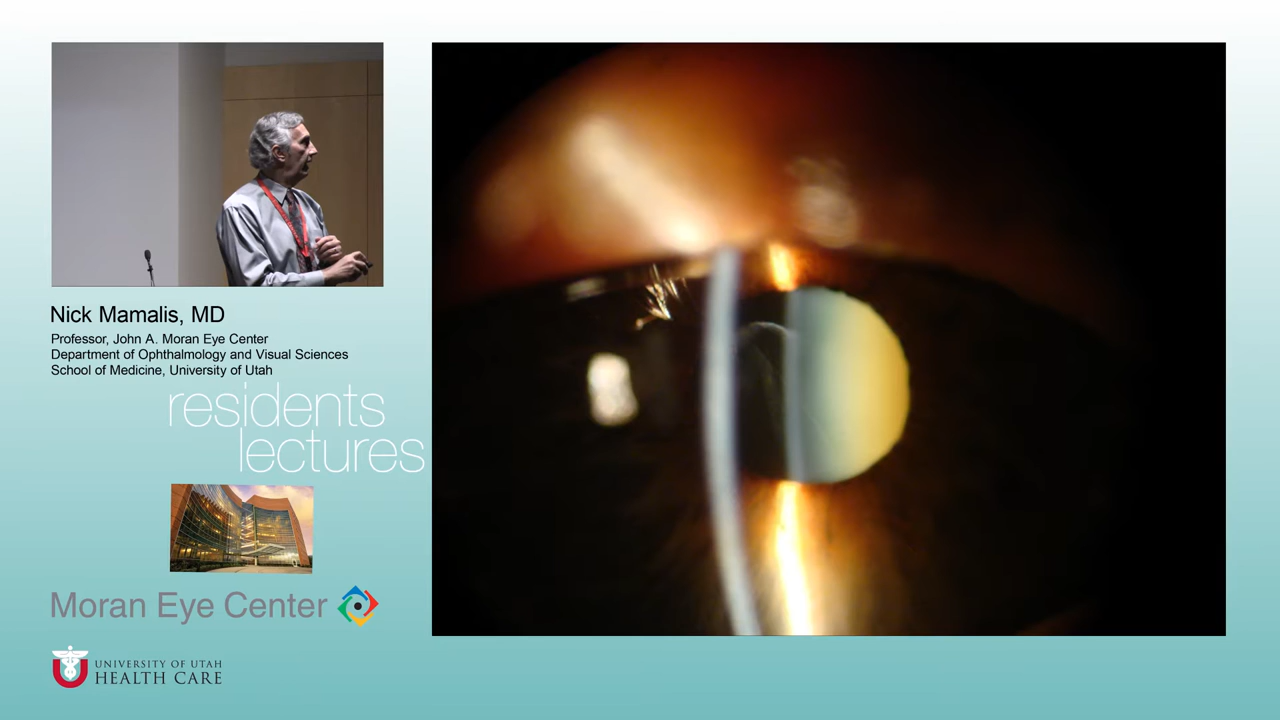 Nick Mamalis, MD
Professor, John A. Moran Eye Center
Department of Ophthalmology and Visual Sciences
School of Medicine, University of Utah
residents
lectures
Moran Eye Center
UNIVERSITY OF UTAH
HEALTH CARE